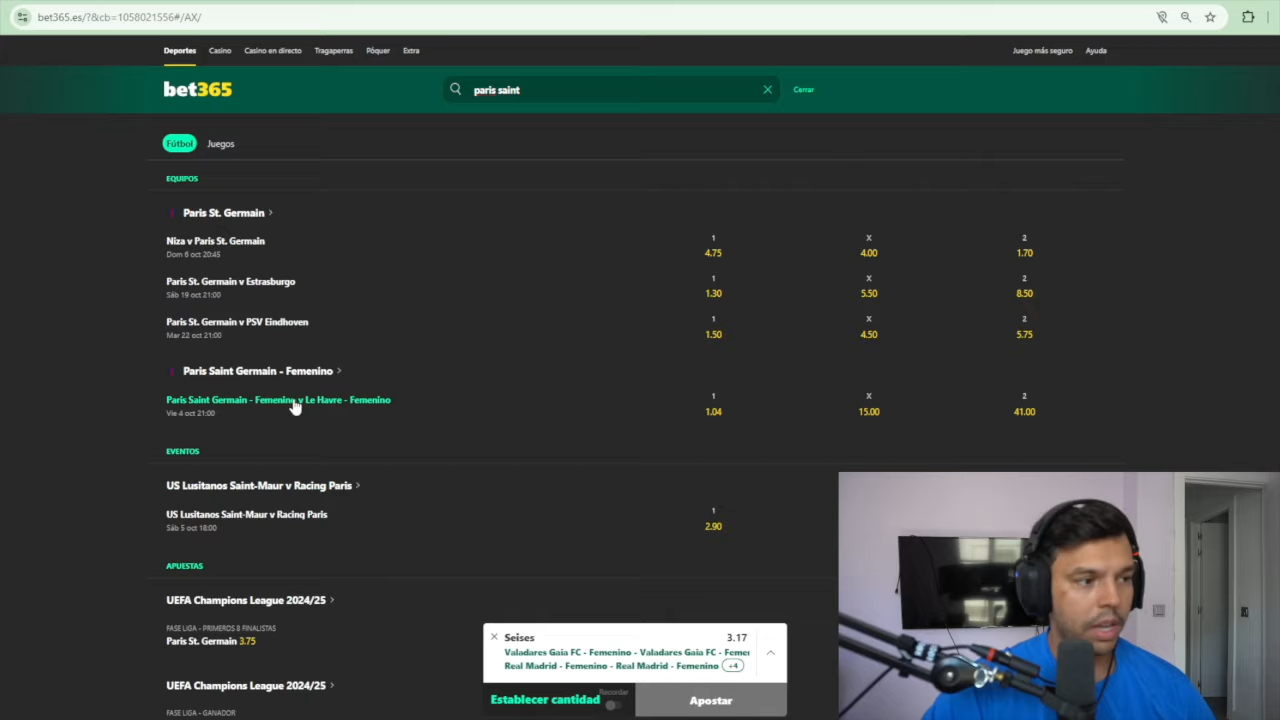 bet365.es/?&cb=1058021556#/AX/
Deportes Casino Casino en directo Tragaperras Póquer Extra Juego más seguro Ayuda
bet365 paris saint Cerrar
Fútbol Juegos
EQUIPOS
Paris St. Germain
Niza v Paris St. Germain 1 X 2
Dom 6 oct 20:45 4.75 4.00 1.70
Paris St. Germain v Estrasburgo 1 X 2
Sáb 19 oct 21:00 1.30 5.50 8.50
Paris St. Germain v PSV Eindhoven 1 X 2
Mar 22 oct 21:00 1.50 4.50 5.75
Paris Saint Germain - Femenino
Paris Saint Germain - Femenino v Le Havre - Femenino 1 X 2
Vie 4 oct 21:00 1.04 15.00 41.00
EVENTOS
US Lusitanos Saint-Maur v Racing Paris
US Lusitanos Saint-Maur v Racing Paris 1
Sáb 5 oct 18:00 2.90
APUESTAS
UEFA Champions League 2024/25
FASE LIGA - PRIMEROS 8 FINALISTAS
Paris St. Germain 3.75
UEFA Champions League 2024/25
FASE LIGA - GANADOR
Seises 3.17
Valadares Gaia FC - Femenino - Valadares Gaia FC - Femer
Real Madrid - Femenino - Real Madrid - Femenino +4
Establecer cantidad Recordar Apostar